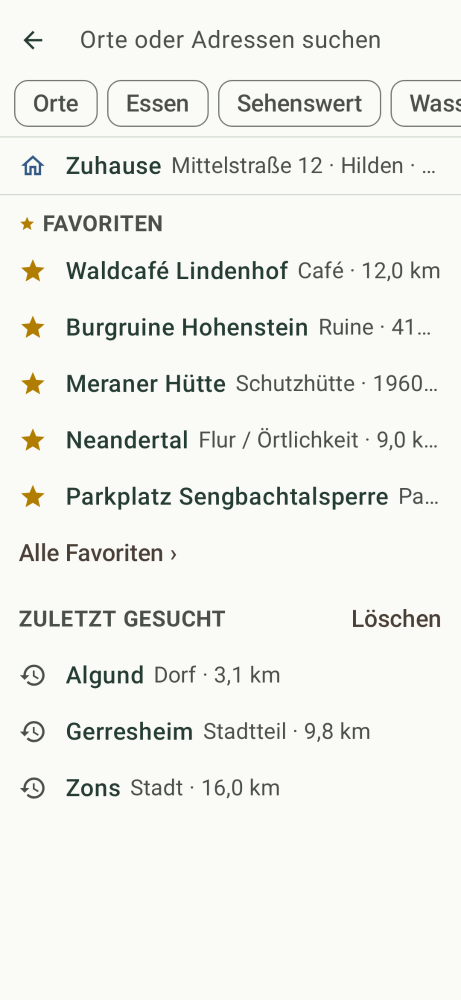 Orte oder Adressen suchen
Orte Essen Sehenswert Wass
Zuhause Mittelstraße 12 · Hilden · …
FAVORITEN
Waldcafé Lindenhof Café · 12,0 km
Burgruine Hohenstein Ruine · 41…
Meraner Hütte Schutzhütte · 1960…
Neandertal Flur / Örtlichkeit · 9,0 k…
Parkplatz Sengbachtalsperre Pa…
Alle Favoriten ›
ZULETZT GESUCHT Löschen
Algund Dorf · 3,1 km
Gerresheim Stadtteil · 9,8 km
Zons Stadt · 16,0 km